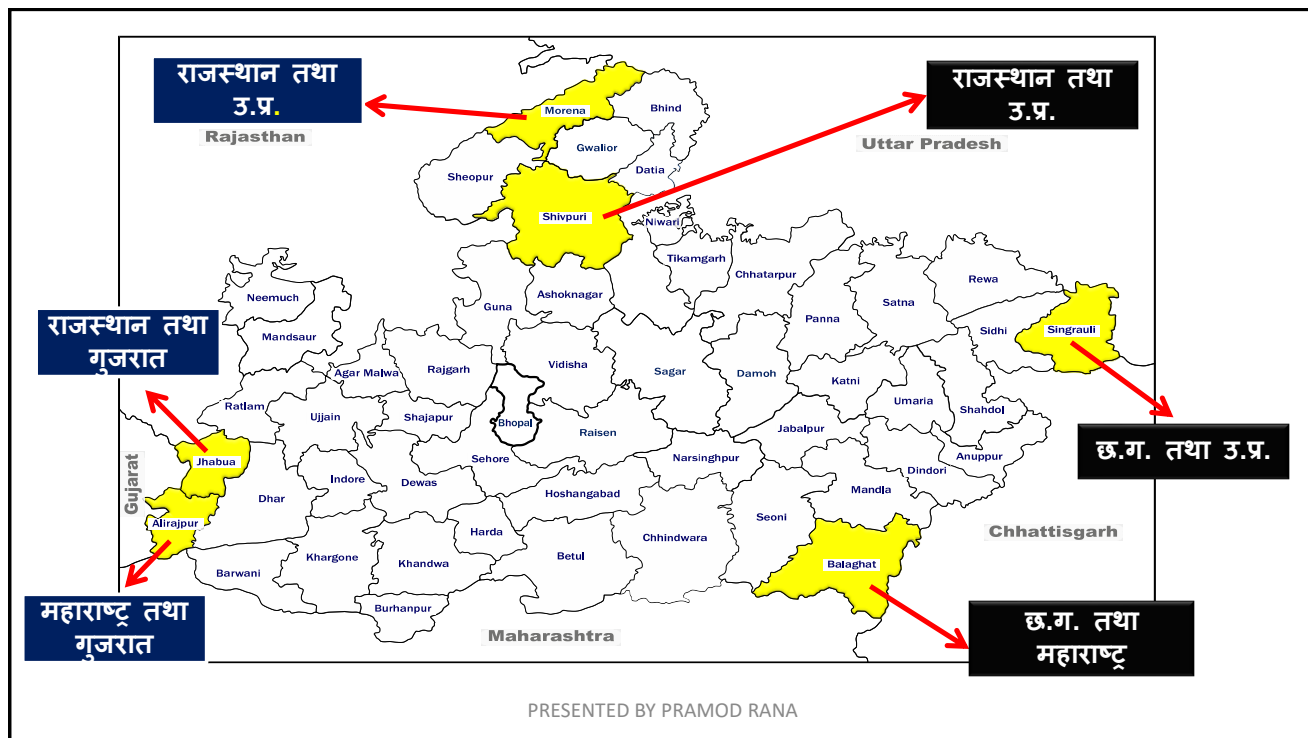 राजस्थान तथा
उ.प्र.
राजस्थान तथा
उ.प्र.
Rajasthan
Uttar Pradesh
Morena
Bhind
Gwalior
Datia
Sheopur
Shivpuri
Niwari
Tikamgarh
Chhatarpur
Rewa
Neemuch
Guna
Ashoknagar
Satna
Panna
Sidhi
Singrauli
राजस्थान तथा
गुजरात
Mandsaur
Agar Malwa
Rajgarh
Vidisha
Sagar
Damoh
Katni
Umaria
Shahdol
Ratlam
Ujjain
Shajapur
Bhopal
Raisen
Jabalpur
Anuppur
छ.ग. तथा उ.प्र.
Gujarat
Jhabua
Sehore
Narsinghpur
Dindori
Indore
Dewas
Hoshangabad
Mandla
Dhar
Alirajpur
Harda
Seoni
Chhindwara
Chhattisgarh
Khargone
Khandwa
Betul
Balaghat
Barwani
Burhanpur
Maharashtra
महाराष्ट्र तथा
गुजरात
छ.ग. तथा
महाराष्ट्र
PRESENTED BY PRAMOD RANA